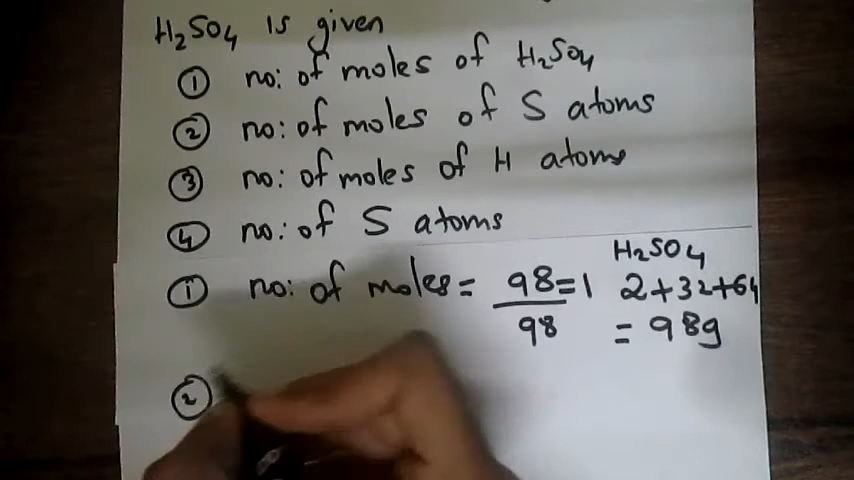 H₂SO₄ is given
① no: of moles of H₂SO₄
② no: of moles of S atoms
③ no: of moles of H atoms
④ no: of S atoms
H₂SO₄
① no: of moles = 98/98 = 1 2+32+64
= 98g
②